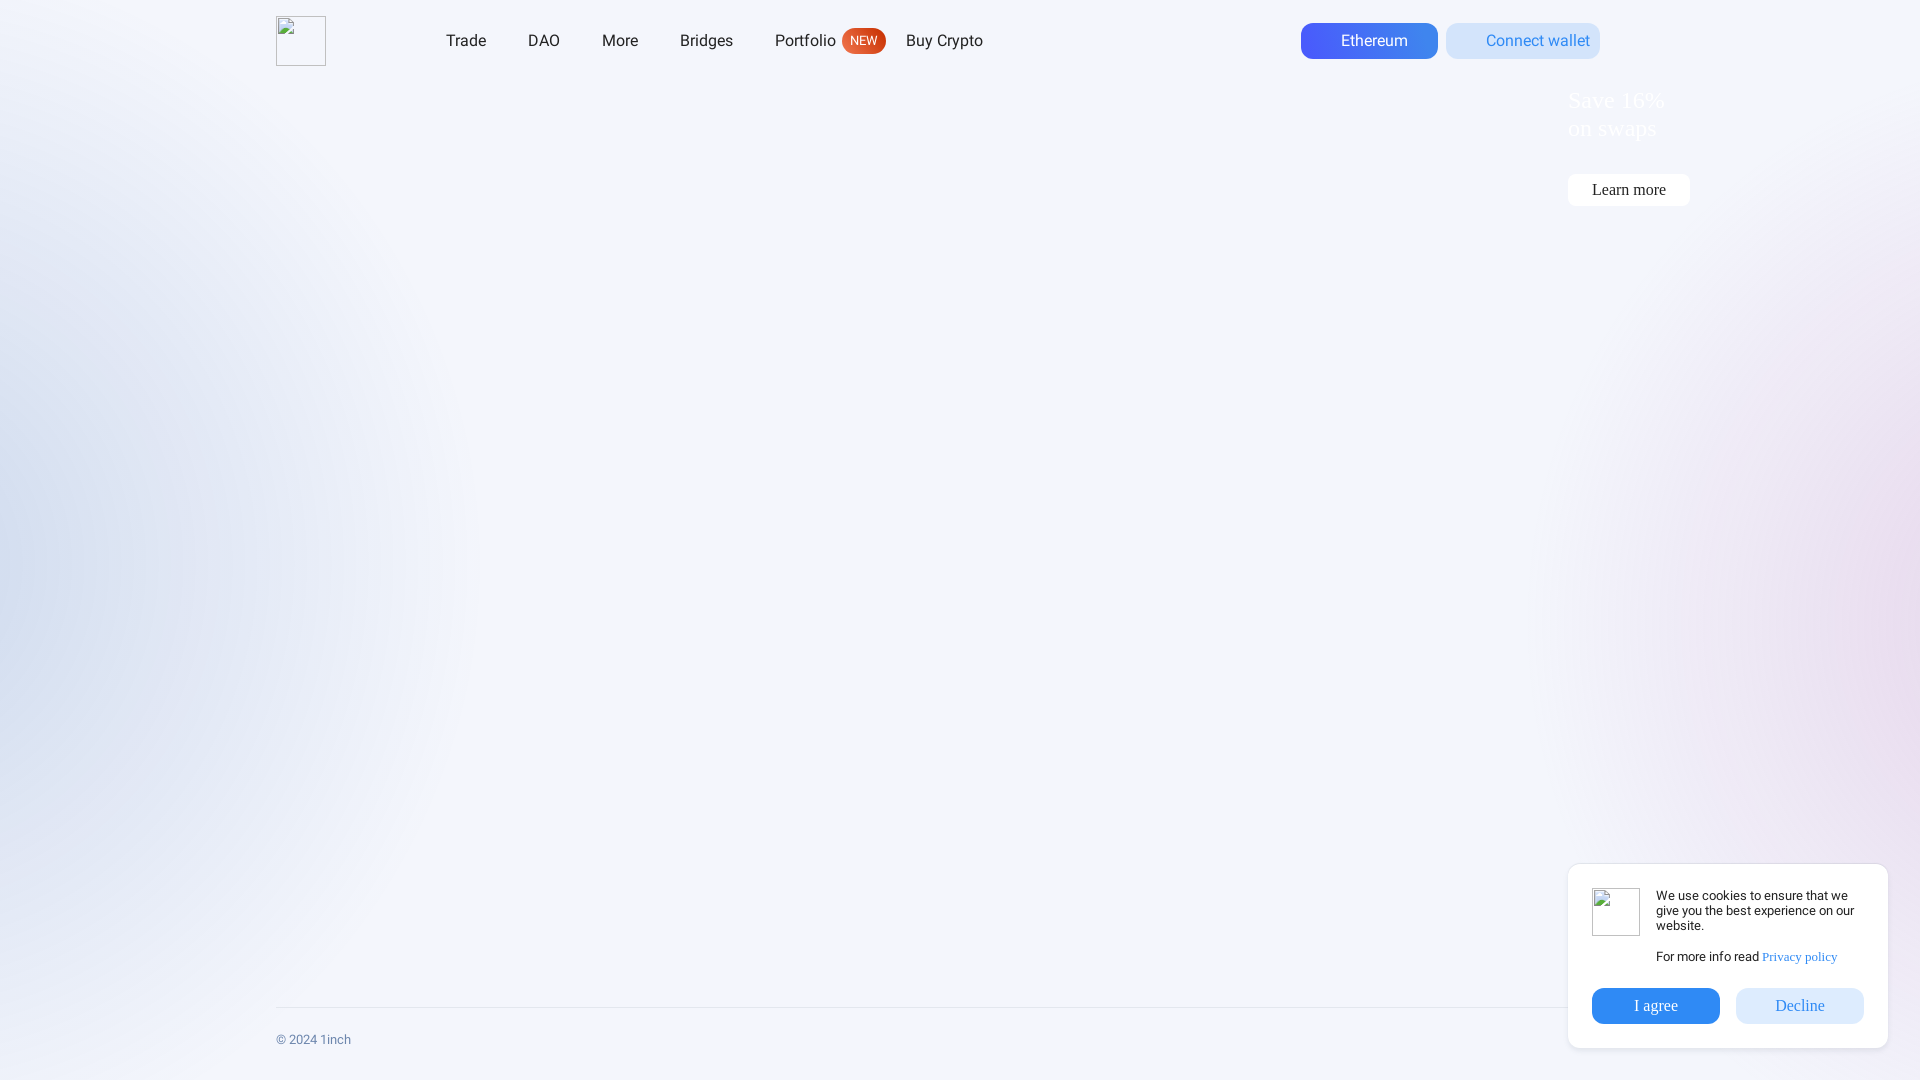 Trade DAO More Bridges Portfolio NEW Buy Crypto Ethereum Connect wallet
Save 16%
on swaps
Learn more
We use cookies to ensure that we
give you the best experience on our
website.
For more info read Privacy policy
I agree Decline
© 2024 1inch